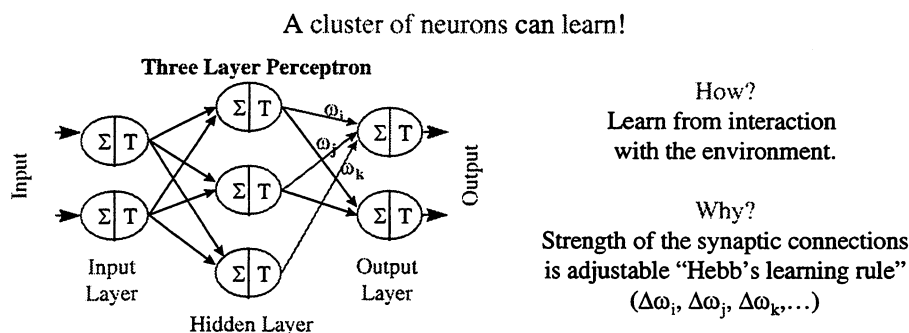 A cluster of neurons can learn!
Three Layer Perceptron
Input
Σ T
Σ T
Input
Layer
Σ T
Σ T
Σ T
Hidden Layer
ωi
ωj
ωk
Σ T
Σ T
Output
Layer
Output
How?
Learn from interaction
with the environment.
Why?
Strength of the synaptic connections
is adjustable “Hebb’s learning rule”
(Δωi, Δωj, Δωk,…)